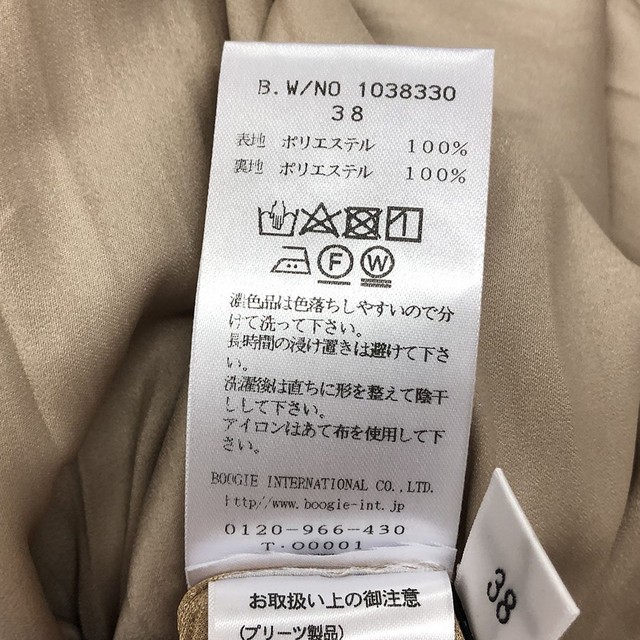 B.W/NO 1038330
38
表地 ポリエステル 100%
裏地 ポリエステル 100%
F W
濃色品は色落ちしやすいので分
けて洗って下さい。
長時間の浸け置きは避けて下さ
い。
洗濯後は直ちに形を整えて陰干
しして下さい。
アイロンはあて布を使用して下
さい。
BOOGIE INTERNATIONAL CO.,LTD.
http://www.boogie-int.jp
0120-966-430
T.00001
お取扱い上の御注意
(プリーツ製品)
38